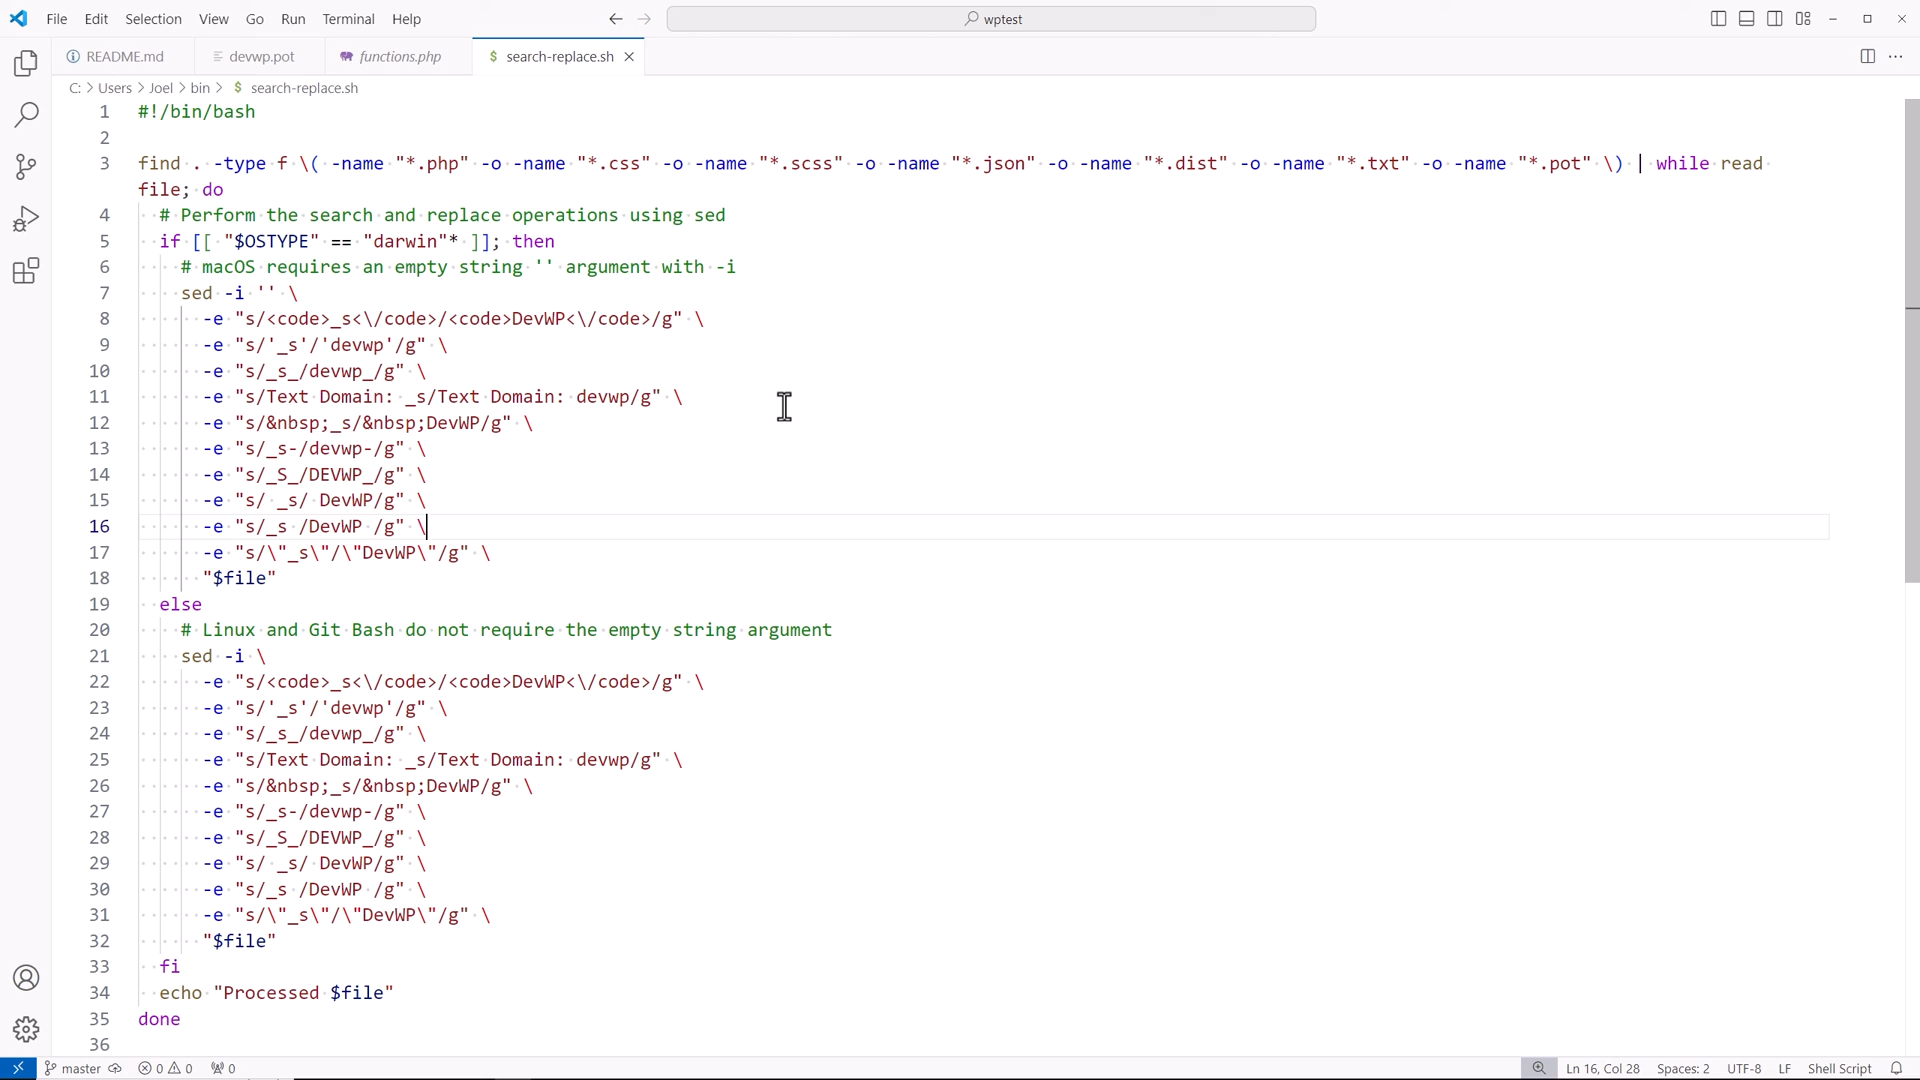 File Edit Selection View Go Run Terminal Help wptest
README.md devwp.pot functions.php $ search-replace.sh
C: > Users > Joel > bin > $ search-replace.sh
1 #!/bin/bash
2
3 find . -type f \( -name "*.php" -o -name "*.css" -o -name "*.scss" -o -name "*.json" -o -name "*.dist" -o -name "*.txt" -o -name "*.pot" \) | while read
file; do
4 # Perform the search and replace operations using sed
5 if [[ "$OSTYPE" == "darwin"* ]]; then
6 # macOS requires an empty string '' argument with -i
7 sed -i '' \
8 -e "s/<code>_s<\/code>/<code>DevWP<\/code>/g" \
9 -e "s/'_s'/'devwp'/g" \
10 -e "s/_s_/devwp_/g" \
11 -e "s/Text Domain: _s/Text Domain: devwp/g" \
12 -e "s/&nbsp;_s/&nbsp;DevWP/g" \
13 -e "s/_s-/devwp-/g" \
14 -e "s/_S_/DEVWP_/g" \
15 -e "s/ _s/ DevWP/g" \
16 -e "s/_s /DevWP /g" \
17 -e "s/\"_s\"/\"DevWP\"/g" \
18 "$file"
19 else
20 # Linux and Git Bash do not require the empty string argument
21 sed -i \
22 -e "s/<code>_s<\/code>/<code>DevWP<\/code>/g" \
23 -e "s/'_s'/'devwp'/g" \
24 -e "s/_s_/devwp_/g" \
25 -e "s/Text Domain: _s/Text Domain: devwp/g" \
26 -e "s/&nbsp;_s/&nbsp;DevWP/g" \
27 -e "s/_s-/devwp-/g" \
28 -e "s/_S_/DEVWP_/g" \
29 -e "s/ _s/ DevWP/g" \
30 -e "s/_s /DevWP /g" \
31 -e "s/\"_s\"/\"DevWP\"/g" \
32 "$file"
33 fi
34 echo "Processed $file"
35 done
36
master 0 0 0 Ln 16, Col 28 Spaces: 2 UTF-8 LF Shell Script